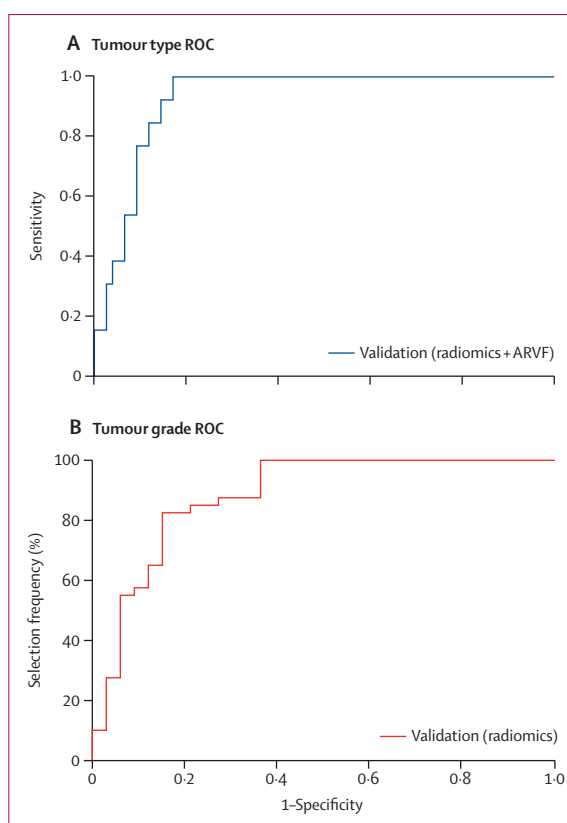 A Tumour type ROC
1·0
0·8
0·6
0·4
0·2
0
Sensitivity
Validation (radiomics + ARVF)
B Tumour grade ROC
100
80
60
40
20
0
Selection frequency (%)
Validation (radiomics)
0 0·2 0·4 0·6 0·8 1·0
1–Specificity